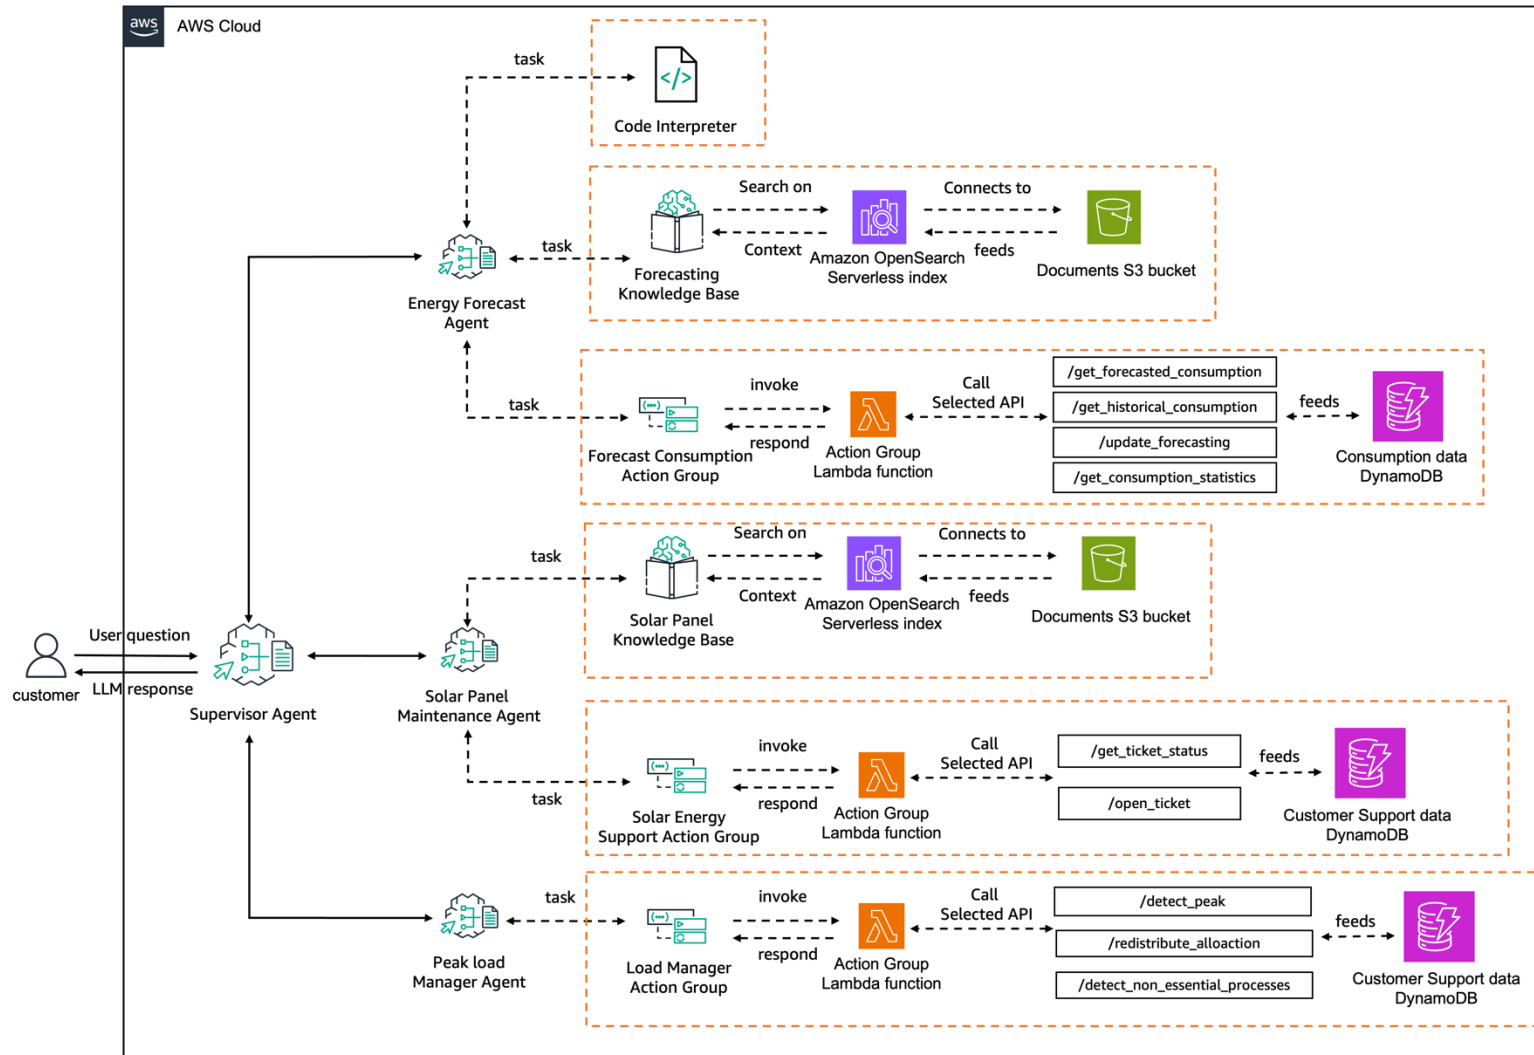 aws
AWS Cloud
task
</>
Code Interpreter
Search on
Connects to
task
Context
feeds
Forecasting
Knowledge Base
Amazon OpenSearch
Serverless index
Documents S3 bucket
Energy Forecast
Agent
task
invoke
respond
Forecast Consumption
Action Group
Action Group
Lambda function
Call
Selected API
/get_forecasted_consumption
/get_historical_consumption
/update_forecasting
/get_consumption_statistics
feeds
Consumption data
DynamoDB
task
Search on
Connects to
Context
feeds
Solar Panel
Knowledge Base
Amazon OpenSearch
Serverless index
Documents S3 bucket
User question
LLM response
customer
Supervisor Agent
Solar Panel
Maintenance Agent
task
invoke
respond
Solar Energy
Support Action Group
Action Group
Lambda function
Call
Selected API
/get_ticket_status
/open_ticket
feeds
Customer Support data
DynamoDB
Peak load
Manager Agent
task
invoke
respond
Load Manager
Action Group
Action Group
Lambda function
Call
Selected API
/detect_peak
/redistribute_alloaction
/detect_non_essential_processes
feeds
Customer Support data
DynamoDB